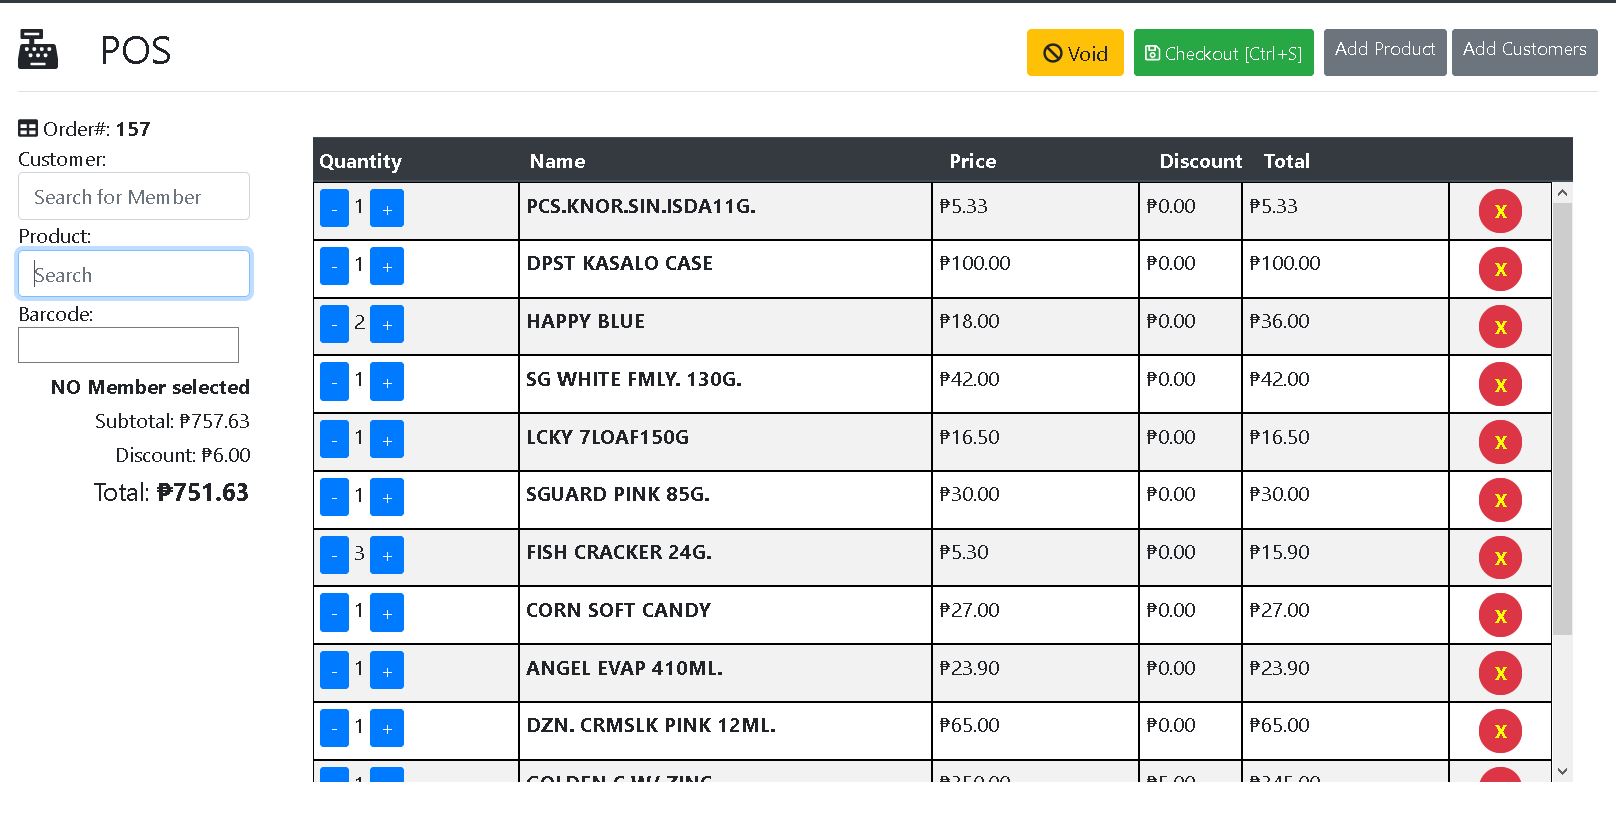 POS
Void
Checkout [Ctrl+S]
Add Product
Add Customers
Order#: 157
Customer:
Search for Member
Product:
Search
Barcode:
NO Member selected
Subtotal: ₱757.63
Discount: ₱6.00
Total: ₱751.63
Quantity Name Price Discount Total
- 1 + PCS.KNOR.SIN.ISDA11G. ₱5.33 ₱0.00 ₱5.33 X
- 1 + DPST KASALO CASE ₱100.00 ₱0.00 ₱100.00 X
- 2 + HAPPY BLUE ₱18.00 ₱0.00 ₱36.00 X
- 1 + SG WHITE FMLY. 130G. ₱42.00 ₱0.00 ₱42.00 X
- 1 + LCKY 7LOAF150G ₱16.50 ₱0.00 ₱16.50 X
- 1 + SGUARD PINK 85G. ₱30.00 ₱0.00 ₱30.00 X
- 3 + FISH CRACKER 24G. ₱5.30 ₱0.00 ₱15.90 X
- 1 + CORN SOFT CANDY ₱27.00 ₱0.00 ₱27.00 X
- 1 + ANGEL EVAP 410ML. ₱23.90 ₱0.00 ₱23.90 X
- 1 + DZN. CRMSLK PINK 12ML. ₱65.00 ₱0.00 ₱65.00 X